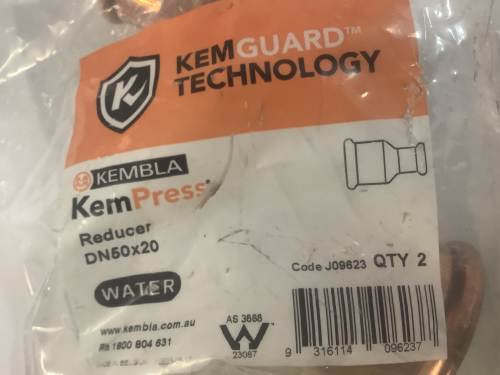 KEMGUARD™
TECHNOLOGY
KEMBLA
KemPress®
Reducer
DN50x20
WATER
Code J09623 QTY 2
www.kembla.com.au
Ph 1800 804 631
AS 3688
W
23087
9 316114 096237